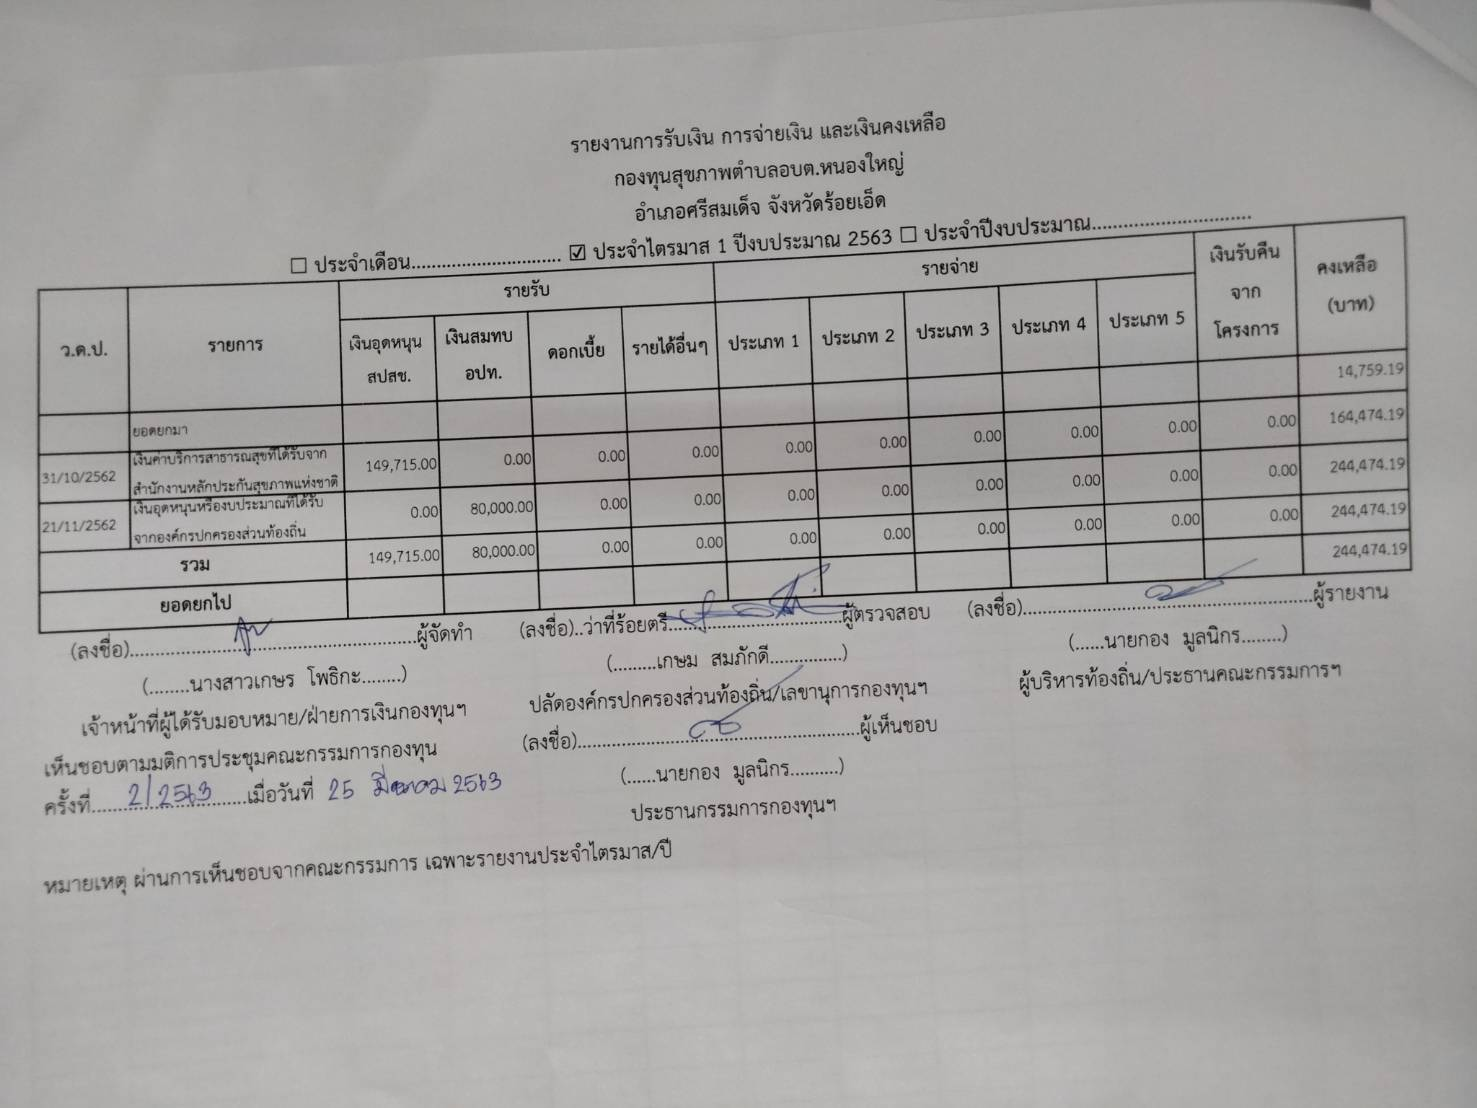 รายงานการรับเงิน การจ่ายเงิน และเงินคงเหลือ
กองทุนสุขภาพตำบลอบต.หนองใหญ่
อำเภอศรีสมเด็จ จังหวัดร้อยเอ็ด
☐ ประจำเดือน.............................. ☑ ประจำไตรมาส 1 ปีงบประมาณ 2563 ☐ ประจำปีงบประมาณ..............................
ว.ด.ป. รายการ รายรับ รายจ่าย เงินรับคืน จาก โครงการ คงเหลือ (บาท)
เงินอุดหนุน สปสช. เงินสมทบ อปท. ดอกเบี้ย รายได้อื่นๆ ประเภท 1 ประเภท 2 ประเภท 3 ประเภท 4 ประเภท 5
ยอดยกมา 14,759.19
31/10/2562 เงินค่าบริการสาธารณสุขที่ได้รับจาก สำนักงานหลักประกันสุขภาพแห่งชาติ 149,715.00 0.00 0.00 0.00 0.00 0.00 0.00 0.00 0.00 0.00 164,474.19
21/11/2562 เงินอุดหนุนหรืองบประมาณที่ได้รับ จากองค์กรปกครองส่วนท้องถิ่น 0.00 80,000.00 0.00 0.00 0.00 0.00 0.00 0.00 0.00 0.00 244,474.19
รวม 149,715.00 80,000.00 0.00 0.00 0.00 0.00 0.00 0.00 0.00 0.00 244,474.19
ยอดยกไป 244,474.19
(ลงชื่อ)..................................................ผู้จัดทำ (ลงชื่อ)..ว่าที่ร้อยตรี..............................ผู้ตรวจสอบ (ลงชื่อ)..................................................ผู้รายงาน
(........นางสาวเกษร โพธิกะ........) (.........เกษม สมภักดี..............) (......นายกอง มูลนิกร........)
เจ้าหน้าที่ผู้ได้รับมอบหมาย/ฝ่ายการเงินกองทุนฯ ปลัดองค์กรปกครองส่วนท้องถิ่น/เลขานุการกองทุนฯ ผู้บริหารท้องถิ่น/ประธานคณะกรรมการฯ
เห็นชอบตามมติการประชุมคณะกรรมการกองทุน (ลงชื่อ)..................................................ผู้เห็นชอบ
ครั้งที่ 2/2563 เมื่อวันที่ 25 มีนาคม 2563 (......นายกอง มูลนิกร..........)
ประธานกรรมการกองทุนฯ
หมายเหตุ ผ่านการเห็นชอบจากคณะกรรมการ เฉพาะรายงานประจำไตรมาส/ปี